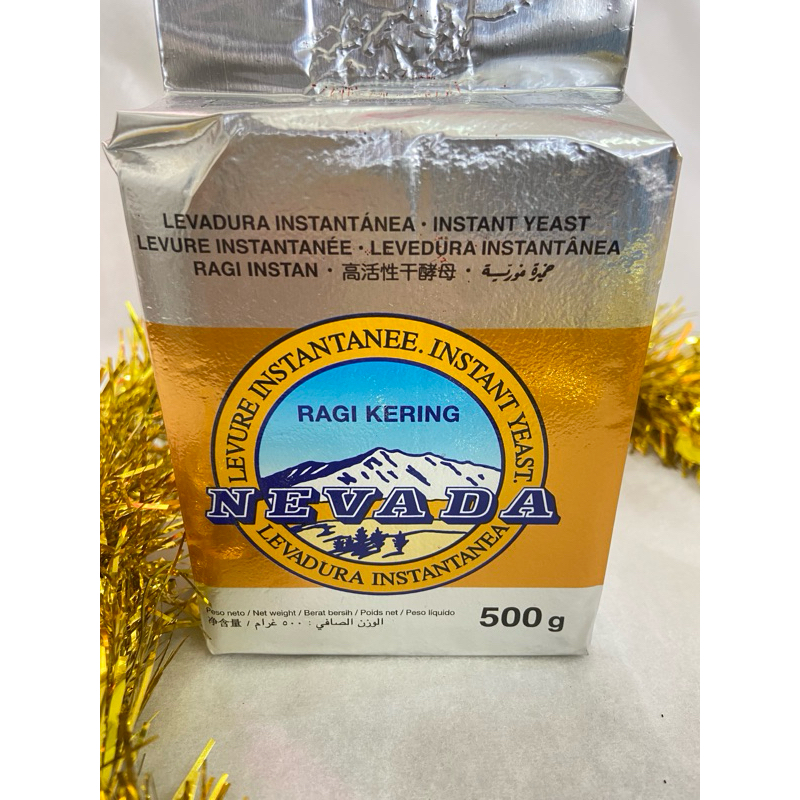 LEVADURA INSTANTÁNEA · INSTANT YEAST
LEVURE INSTANTANÉE · LEVEDURA INSTANTÂNEA
RAGI INSTAN · 高活性干酵母 · خميرة فورية
LEVURE INSTANTANEE. INSTANT YEAST.
RAGI KERING
NEVADA
LEVADURA INSTANTANEA
Peso neto / Net weight / Berat bersih / Poids net / Peso líquido
净含量 / الوزن الصافي : ٥٠٠ غرام
500 g